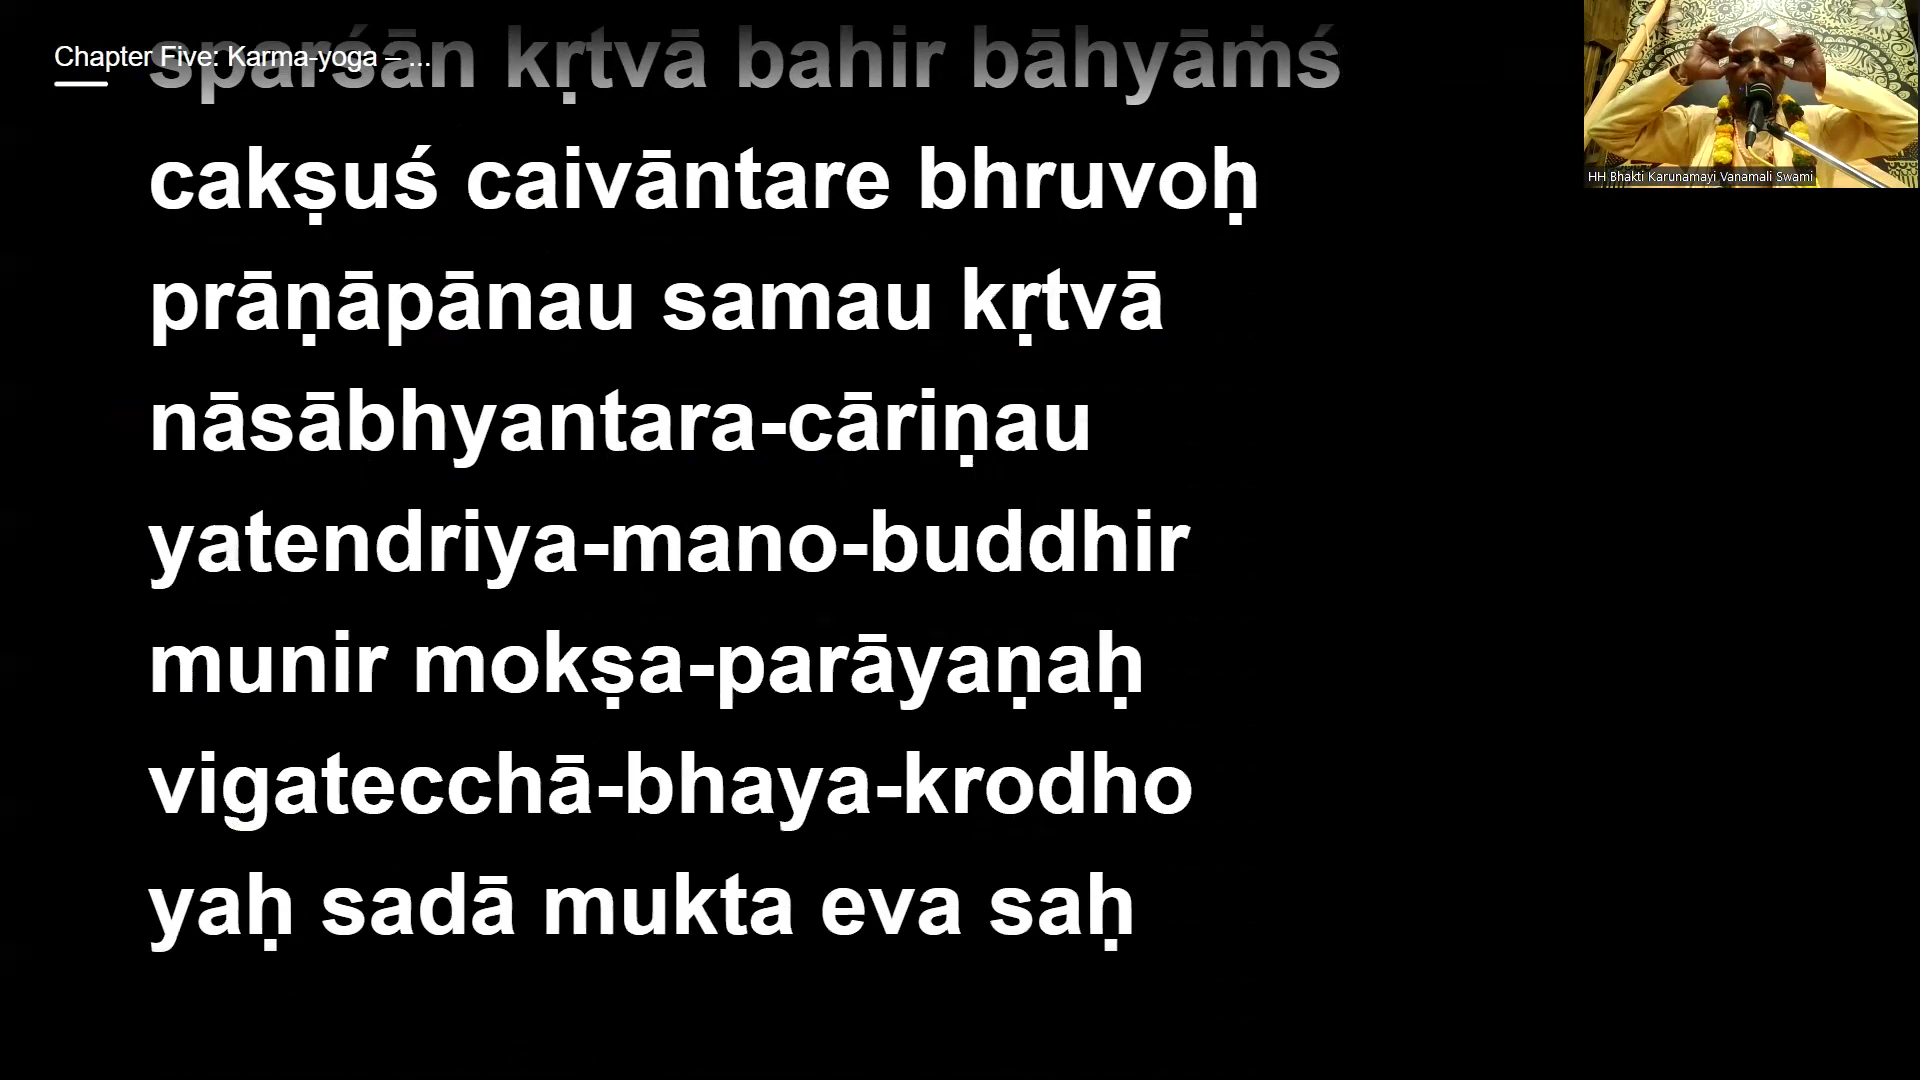 Chapter Five: Karma-yoga – ...
sparśān kṛtvā bahir bāhyāṁś
cakṣuś caivāntare bhruvoḥ
prāṇāpānau samau kṛtvā
nāsābhyantara-cāriṇau
yatendriya-mano-buddhir
munir mokṣa-parāyaṇaḥ
vigatecchā-bhaya-krodho
yaḥ sadā mukta eva saḥ
HH Bhakti Karunamayi Vanamali Swami